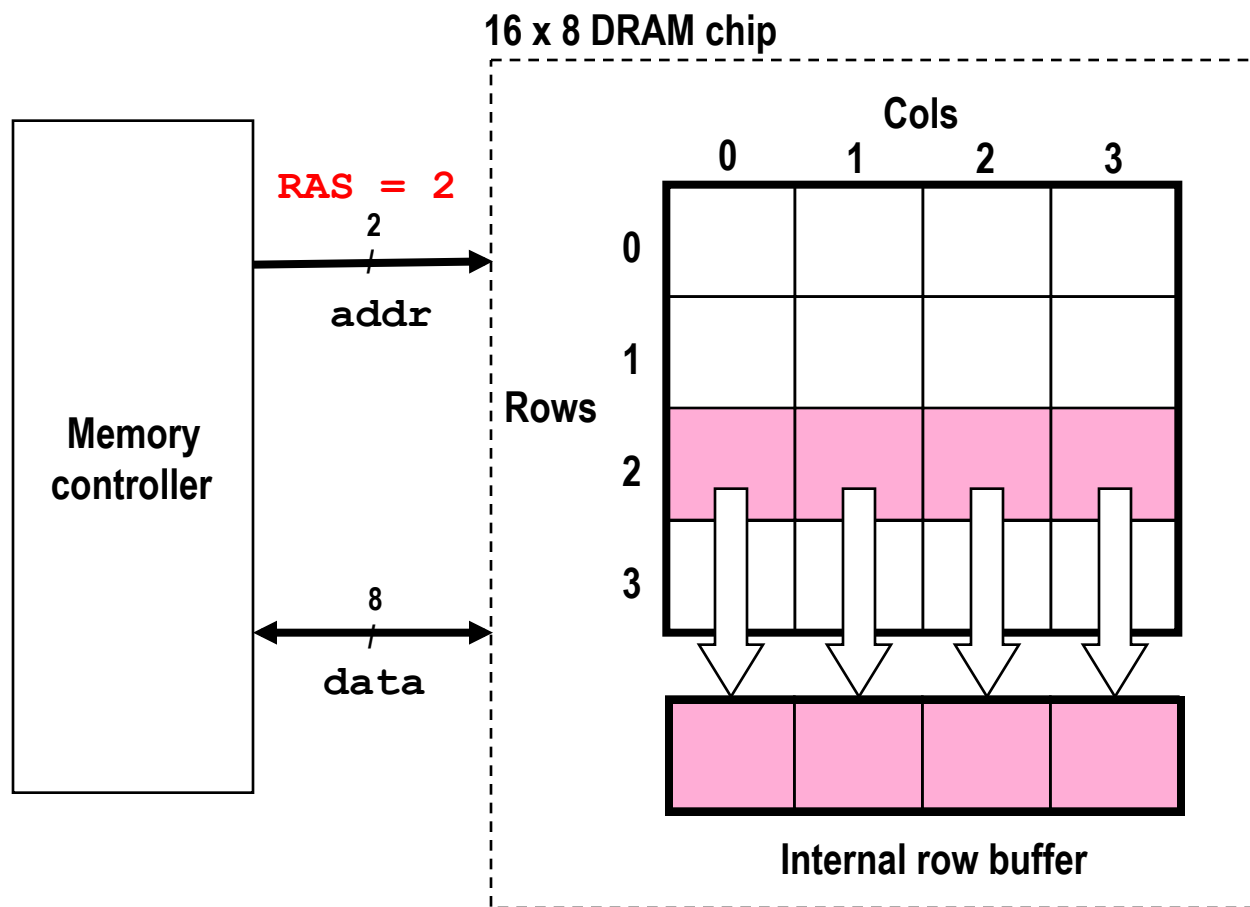 16 x 8 DRAM chip
Cols
0 1 2 3
RAS = 2
2
addr
0
1
Rows
2
3
Memory
controller
8
data
Internal row buffer